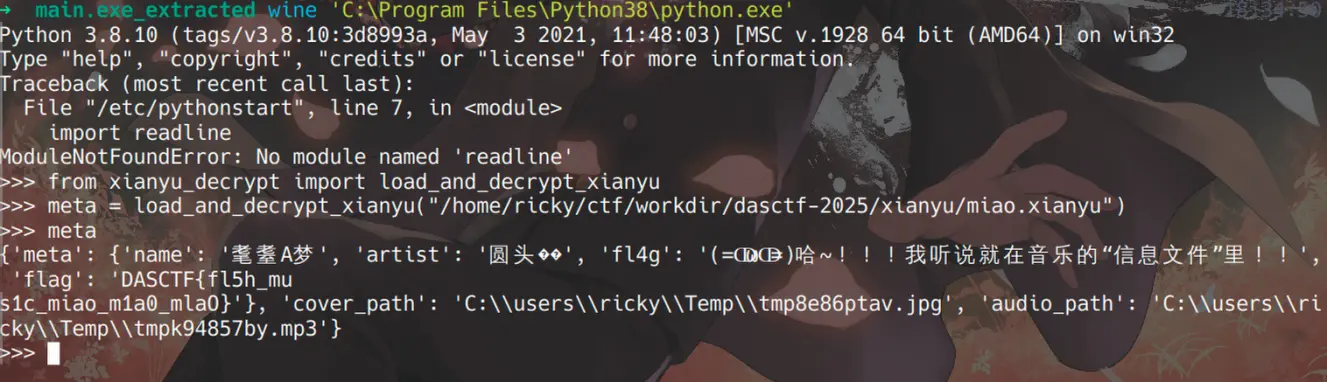 → main.exe_extracted wine 'C:\Program Files\Python38\python.exe'
Python 3.8.10 (tags/v3.8.10:3d8993a, May  3 2021, 11:48:03) [MSC v.1928 64 bit (AMD64)] on win32
Type "help", "copyright", "credits" or "license" for more information.
Traceback (most recent call last):
  File "/etc/pythonstart", line 7, in <module>
    import readline
ModuleNotFoundError: No module named 'readline'
>>> from xianyu_decrypt import load_and_decrypt_xianyu
>>> meta = load_and_decrypt_xianyu("/home/ricky/ctf/workdir/dasctf-2025/xianyu/miao.xianyu")
>>> meta
{'meta': {'name': '耄耋A梦', 'artist': '圆头��', 'fl4g': '哈~！！！我听说就在音乐的“信息文件”里！！',
 'flag': 'DASCTF{fl5h_mu
s1c_miao_m1a0_mlaO}'}, 'cover_path': 'C:\\users\\ricky\\Temp\\tmp8e86ptav.jpg', 'audio_path': 'C:\\users\\ri
cky\\Temp\\tmpk94857by.mp3'}
>>>